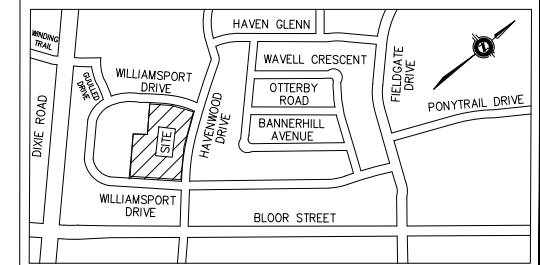 HAVEN GLENN
WINDING
TRAIL
WAVELL CRESCENT
FIELDGATE
DRIVE
WILLIAMSPORT
DRIVE
GULLED
DRIVE
OTTERBY
ROAD
PONYTRAIL DRIVE
DIXIE ROAD
SITE
HAVENWOOD
DRIVE
BANNERHILL
AVENUE
WILLIAMSPORT
DRIVE
BLOOR STREET